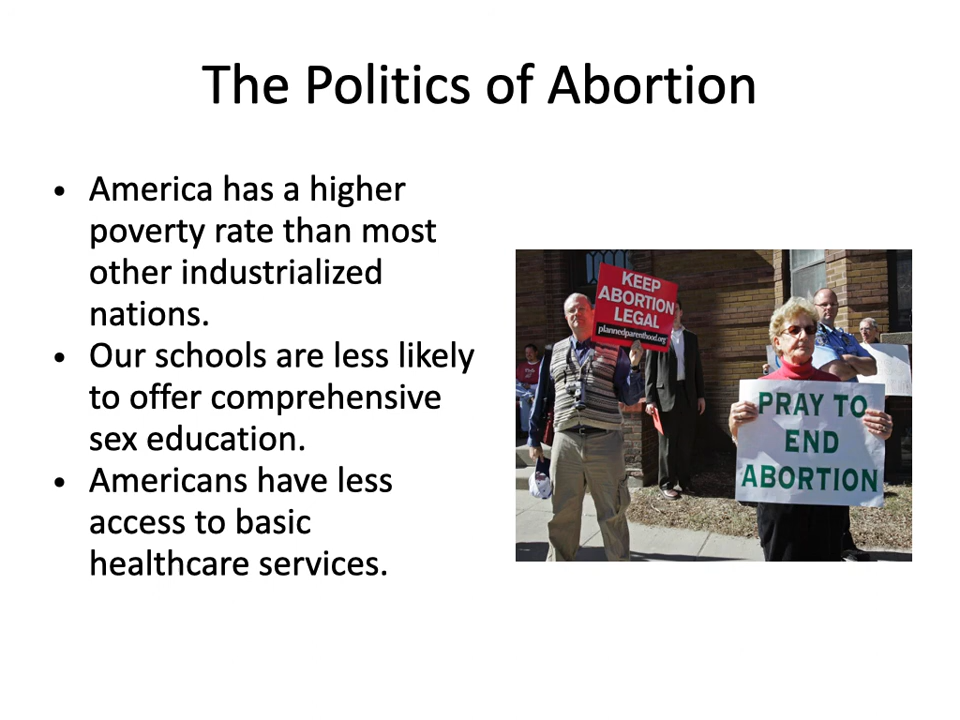 The Politics of Abortion
• America has a higher
poverty rate than most
other industrialized
nations.
• Our schools are less likely
to offer comprehensive
sex education.
• Americans have less
access to basic
healthcare services.
KEEP
ABORTION
LEGAL
plannedparenthood.org
PRAY TO
END
ABORTION